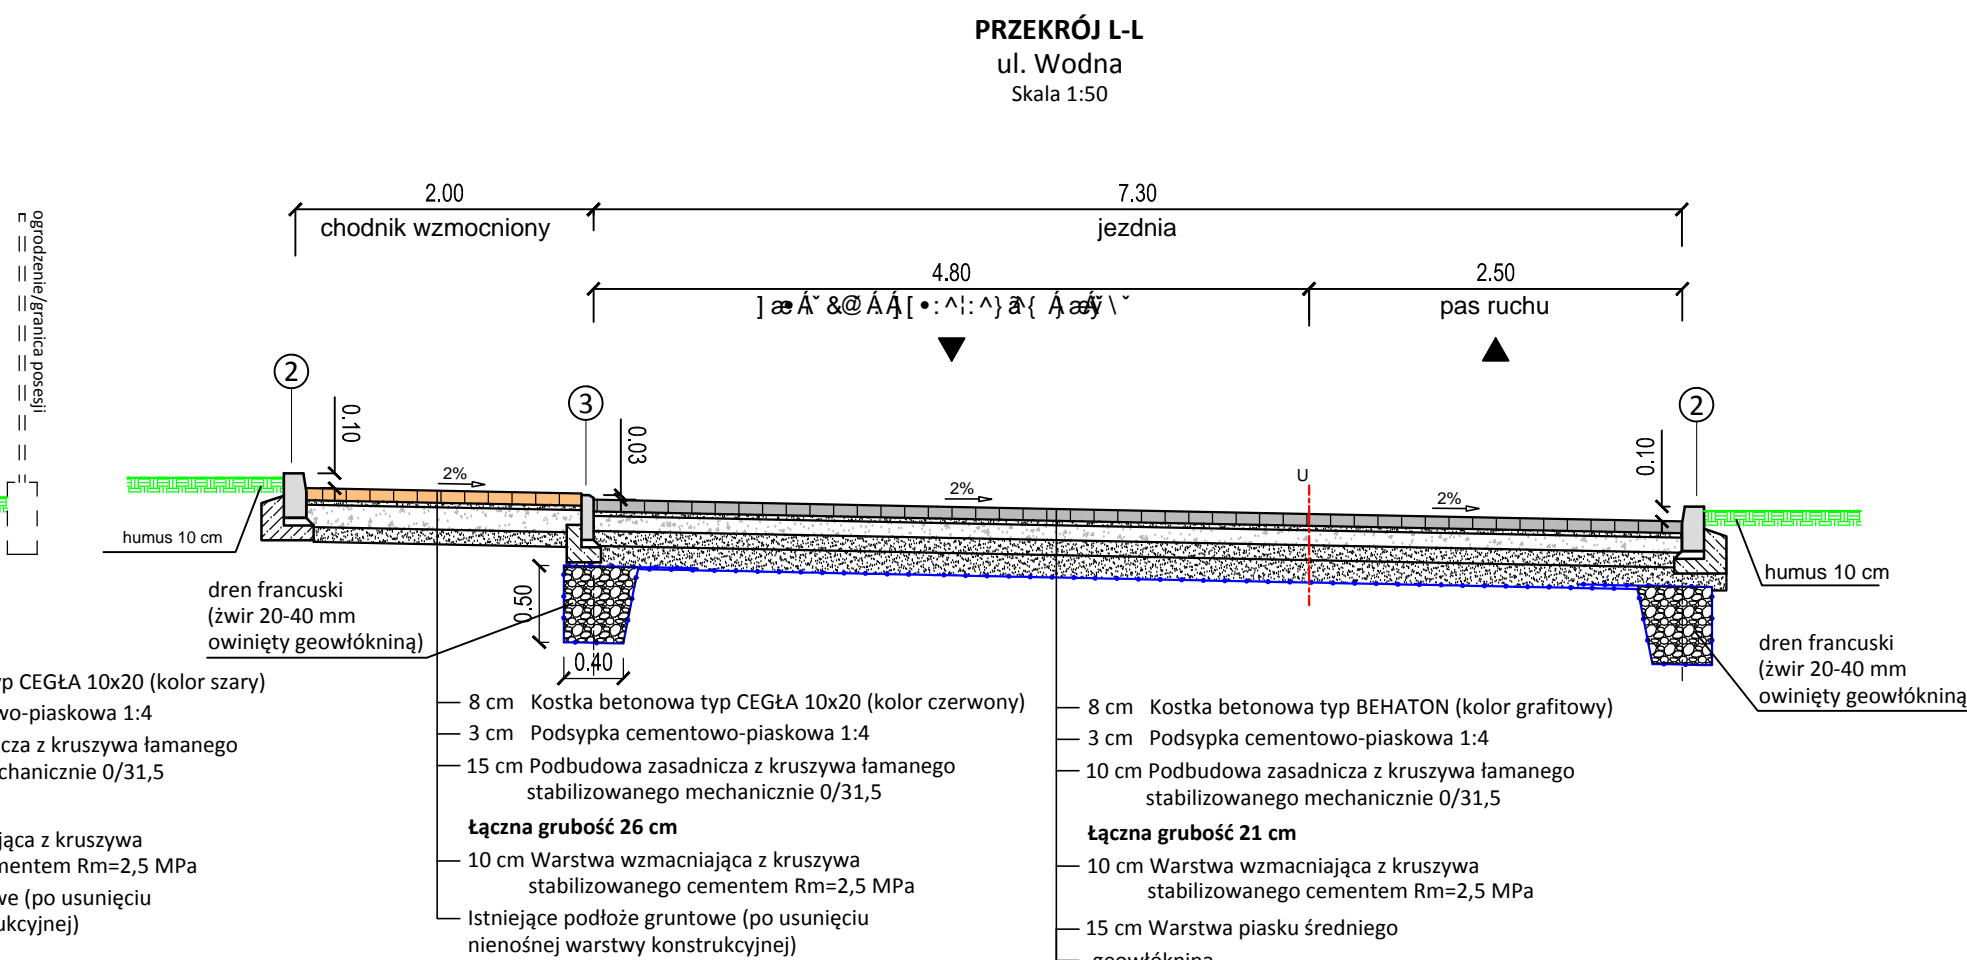 PRZEKRÓJ L-L
ul. Wodna
Skala 1:50
2.00
7.30
chodnik wzmocniony
jezdnia
4.80
2.50
pas ruchu
ogrodzenie/granica posesji
2
3
2
0.10
0.03
0.10
2%
2%
2%
U
humus 10 cm
humus 10 cm
dren francuski
(żwir 20-40 mm
owinięty geowłókniną)
0.50
0.40
dren francuski
(żwir 20-40 mm
owinięty geowłókniną
yp CEGŁA 10x20 (kolor szary)
wo-piaskowa 1:4
icza z kruszywa łamanego
chanicznie 0/31,5
jąca z kruszywa
mentem Rm=2,5 MPa
we (po usunięciu
ukcyjnej)
8 cm Kostka betonowa typ CEGŁA 10x20 (kolor czerwony)
3 cm Podsypka cementowo-piaskowa 1:4
15 cm Podbudowa zasadnicza z kruszywa łamanego
stabilizowanego mechanicznie 0/31,5
Łączna grubość 26 cm
10 cm Warstwa wzmacniająca z kruszywa
stabilizowanego cementem Rm=2,5 MPa
Istniejące podłoże gruntowe (po usunięciu
nienośnej warstwy konstrukcyjnej)
8 cm Kostka betonowa typ BEHATON (kolor grafitowy)
3 cm Podsypka cementowo-piaskowa 1:4
10 cm Podbudowa zasadnicza z kruszywa łamanego
stabilizowanego mechanicznie 0/31,5
Łączna grubość 21 cm
10 cm Warstwa wzmacniająca z kruszywa
stabilizowanego cementem Rm=2,5 MPa
15 cm Warstwa piasku średniego
geowłóknina